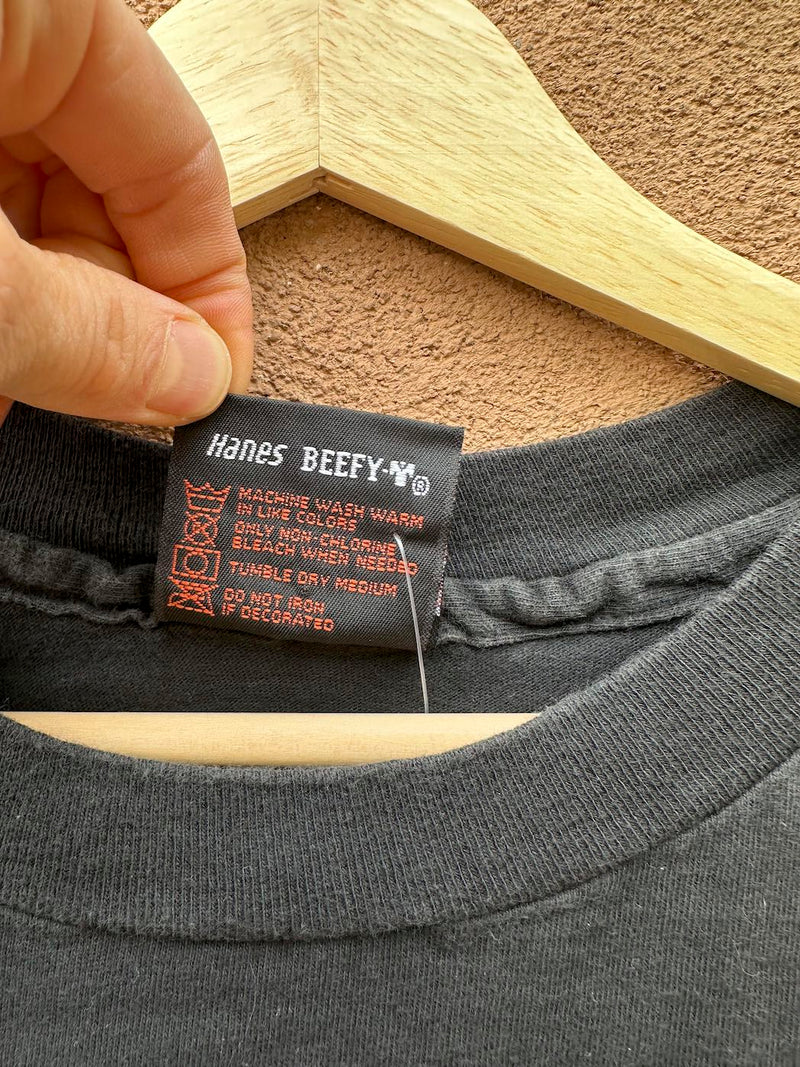 Hanes BEEFY-T®
MACHINE WASH WARM
IN LIKE COLORS
ONLY NON-CHLORINE
BLEACH WHEN NEEDED
TUMBLE DRY MEDIUM
DO NOT IRON
IF DECORATED